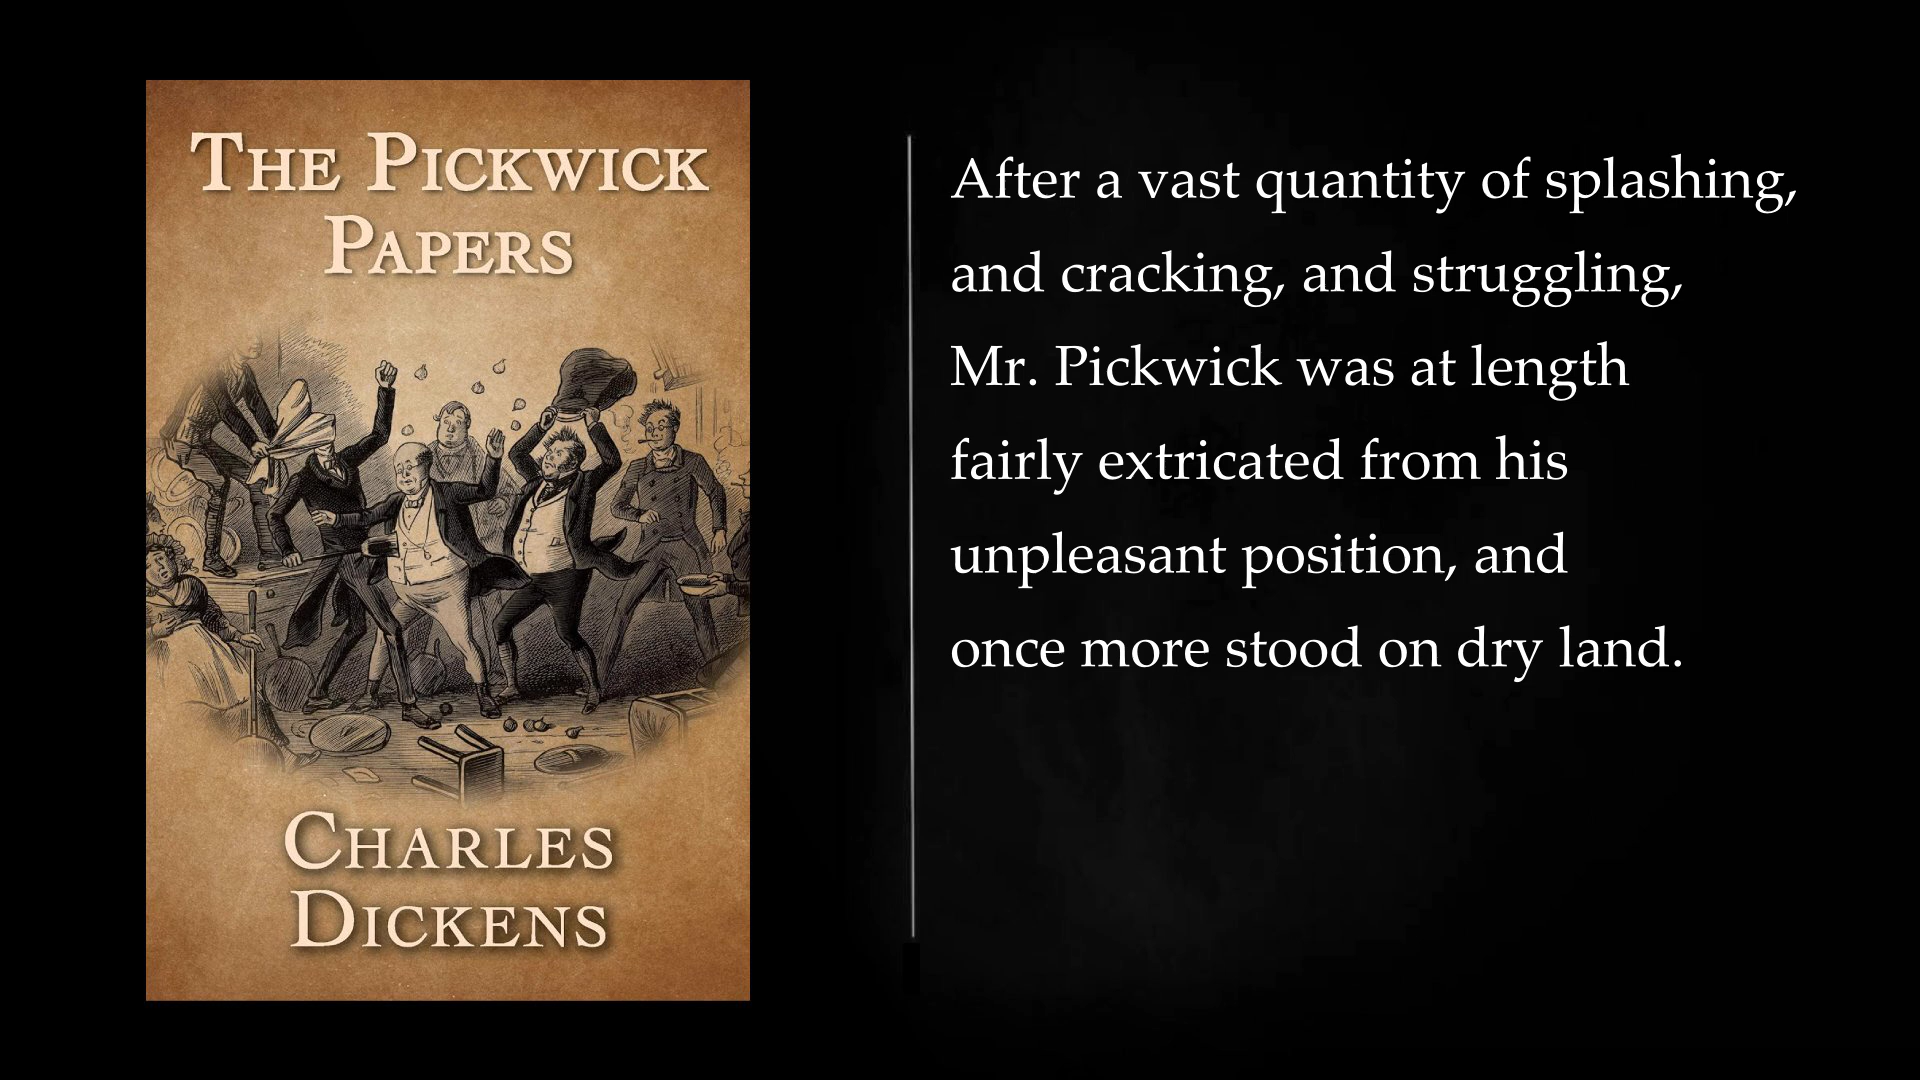 The Pickwick
Papers
Charles
Dickens
After a vast quantity of splashing,
and cracking, and struggling,
Mr. Pickwick was at length
fairly extricated from his
unpleasant position, and
once more stood on dry land.